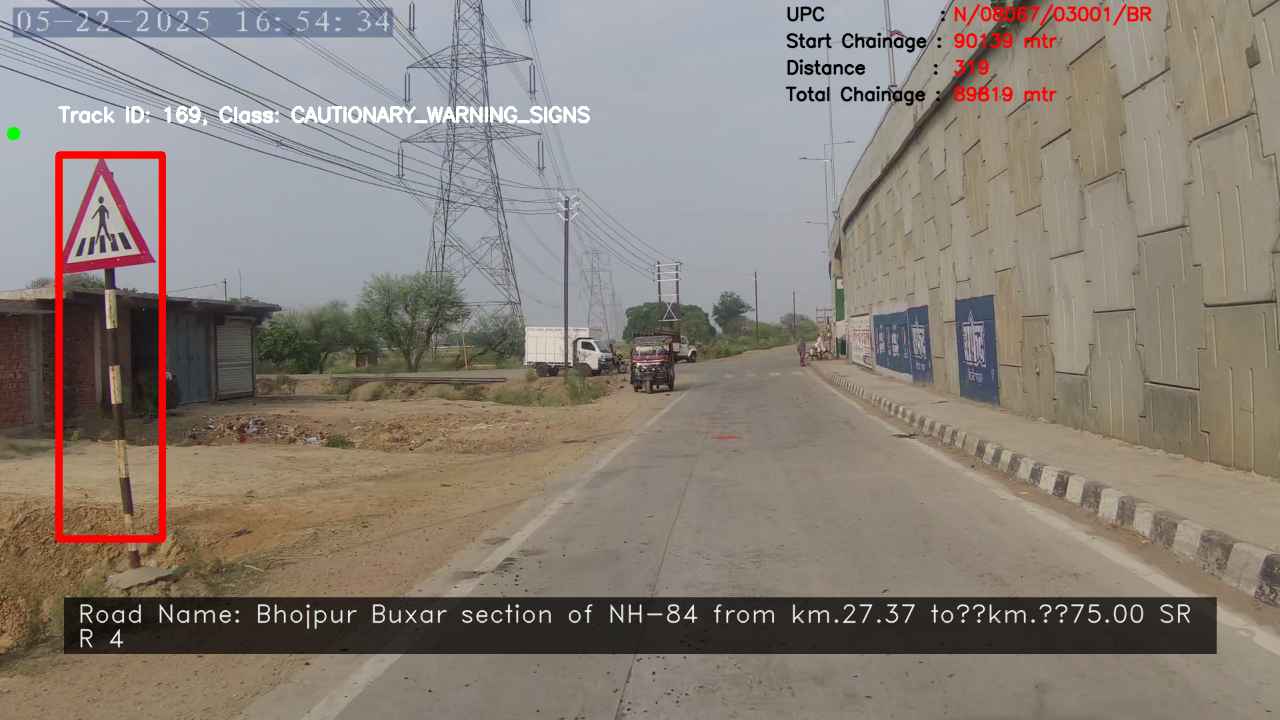 05-22-2025 16:54:34
UPC : N/08067/03001/BR
Start Chainage : 90139 mtr
Distance : 319
Total Chainage : 89819 mtr
Track ID: 169, Class: CAUTIONARY_WARNING_SIGNS
Road Name: Bhojpur Buxar section of NH-84 from km.27.37 to??km.??75.00 SR
R 4